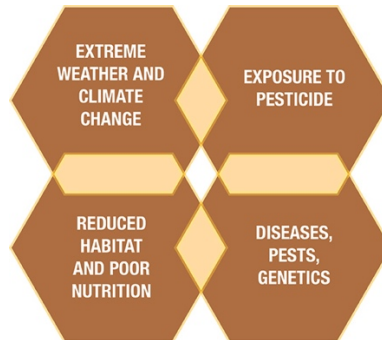 EXTREME
WEATHER AND
CLIMATE
CHANGE
EXPOSURE TO
PESTICIDE
REDUCED
HABITAT
AND POOR
NUTRITION
DISEASES,
PESTS,
GENETICS